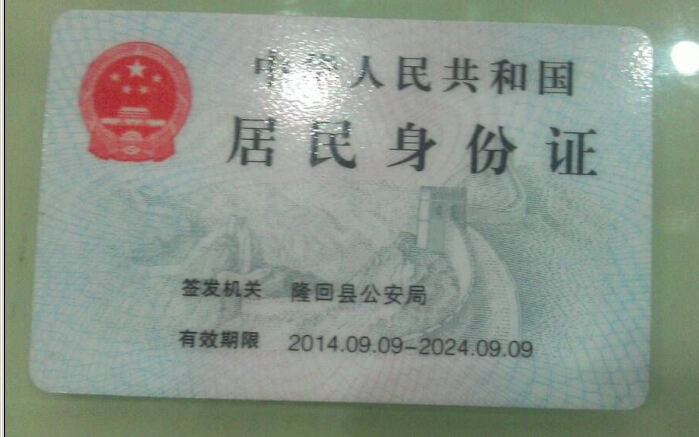 中华人民共和国
居民身份证
签发机关 隆回县公安局
有效期限 2014.09.09-2024.09.09